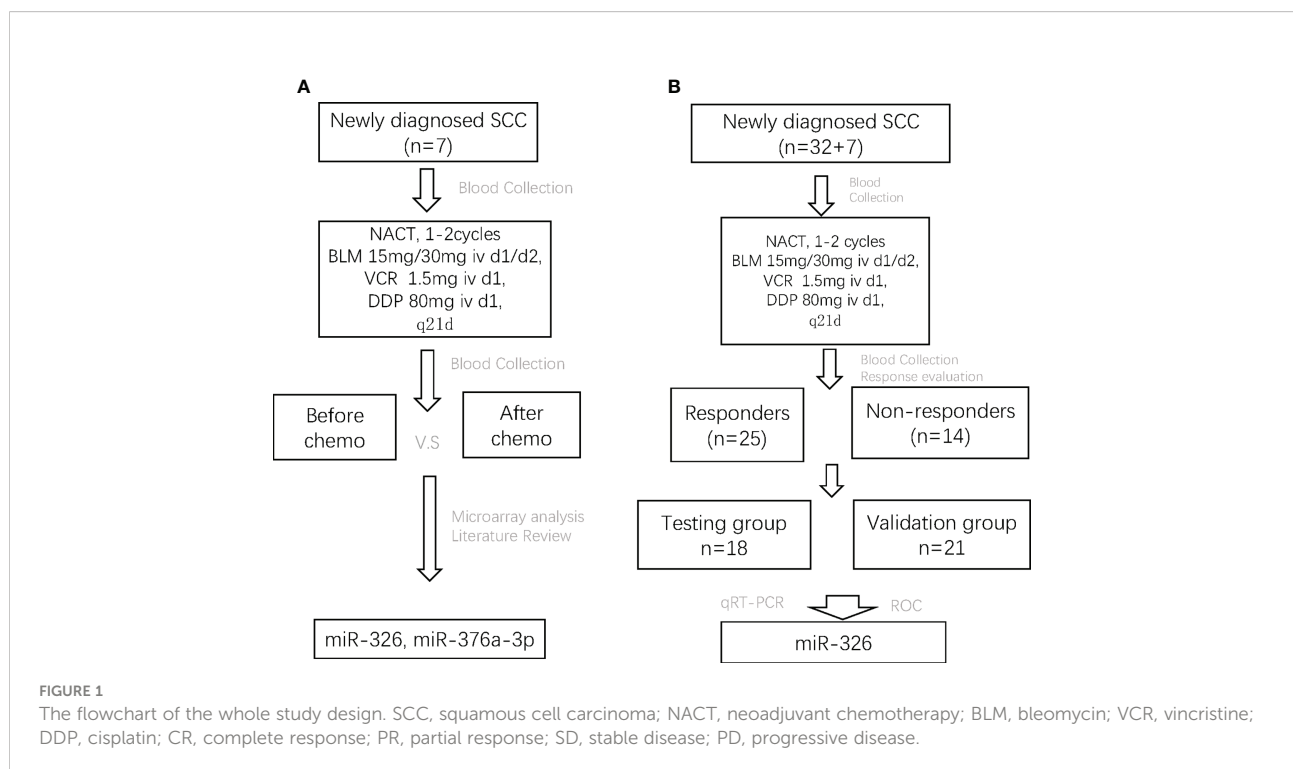 A
Newly diagnosed SCC
(n=7)
Blood Collection
NACT, 1-2cycles
BLM 15mg/30mg iv d1/d2,
VCR  1.5mg iv d1,
DDP 80mg iv d1,
q21d
Blood Collection
Before
chemo
V.S
After
chemo
Microarray analysis
Literature Review
miR-326, miR-376a-3p
B
Newly diagnosed SCC
(n=32+7)
Blood
Collection
NACT, 1-2 cycles
BLM 15mg/30mg iv d1/d2,
VCR  1.5mg iv d1,
DDP 80mg iv d1,
q21d
Blood Collection
Response evaluation
Responders
(n=25)
Non-responders
(n=14)
Testing group
n=18
Validation group
n=21
qRT-PCR
ROC
miR-326
FIGURE 1
The flowchart of the whole study design. SCC, squamous cell carcinoma; NACT, neoadjuvant chemotherapy; BLM, bleomycin; VCR, vincristine;
DDP, cisplatin; CR, complete response; PR, partial response; SD, stable disease; PD, progressive disease.